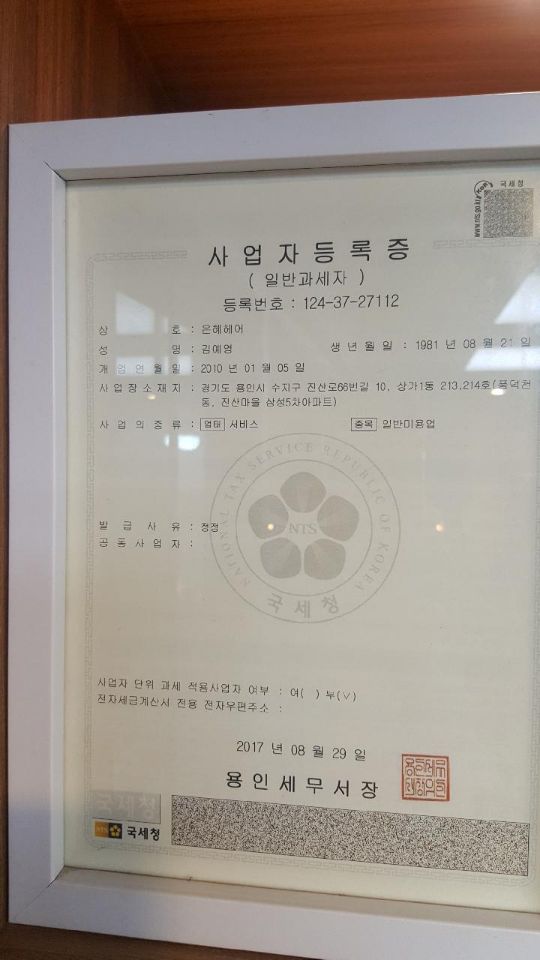 국세청
www.nts.go.kr
사업자등록증
( 일반과세자 )
등록번호 : 124-37-27112
상 호 : 은혜헤어
성 명 : 김예영 생 년 월 일 : 1981 년 08 월 21 일
개 업 연 월 일 : 2010 년 01 월 05 일
사 업 장 소 재 지 : 경기도 용인시 수지구 진산로66번길 10, 상가1동 213,214호(풍덕천
동, 진산마을 삼성5차아파트)
사 업 의 종 류 : 업태 서비스 종목 일반미용업
NATIONAL TAX SERVICE REPUBLIC OF KOREA
NTS
국세청
발 급 사 유 : 정정
공 동 사 업 자 :
사업자 단위 과세 적용사업자 여부 : 여( ) 부(∨)
전자세금계산서 전용 전자우편주소 :
2017 년 08 월 29 일
용인세무서장
국세청
NTS 국세청